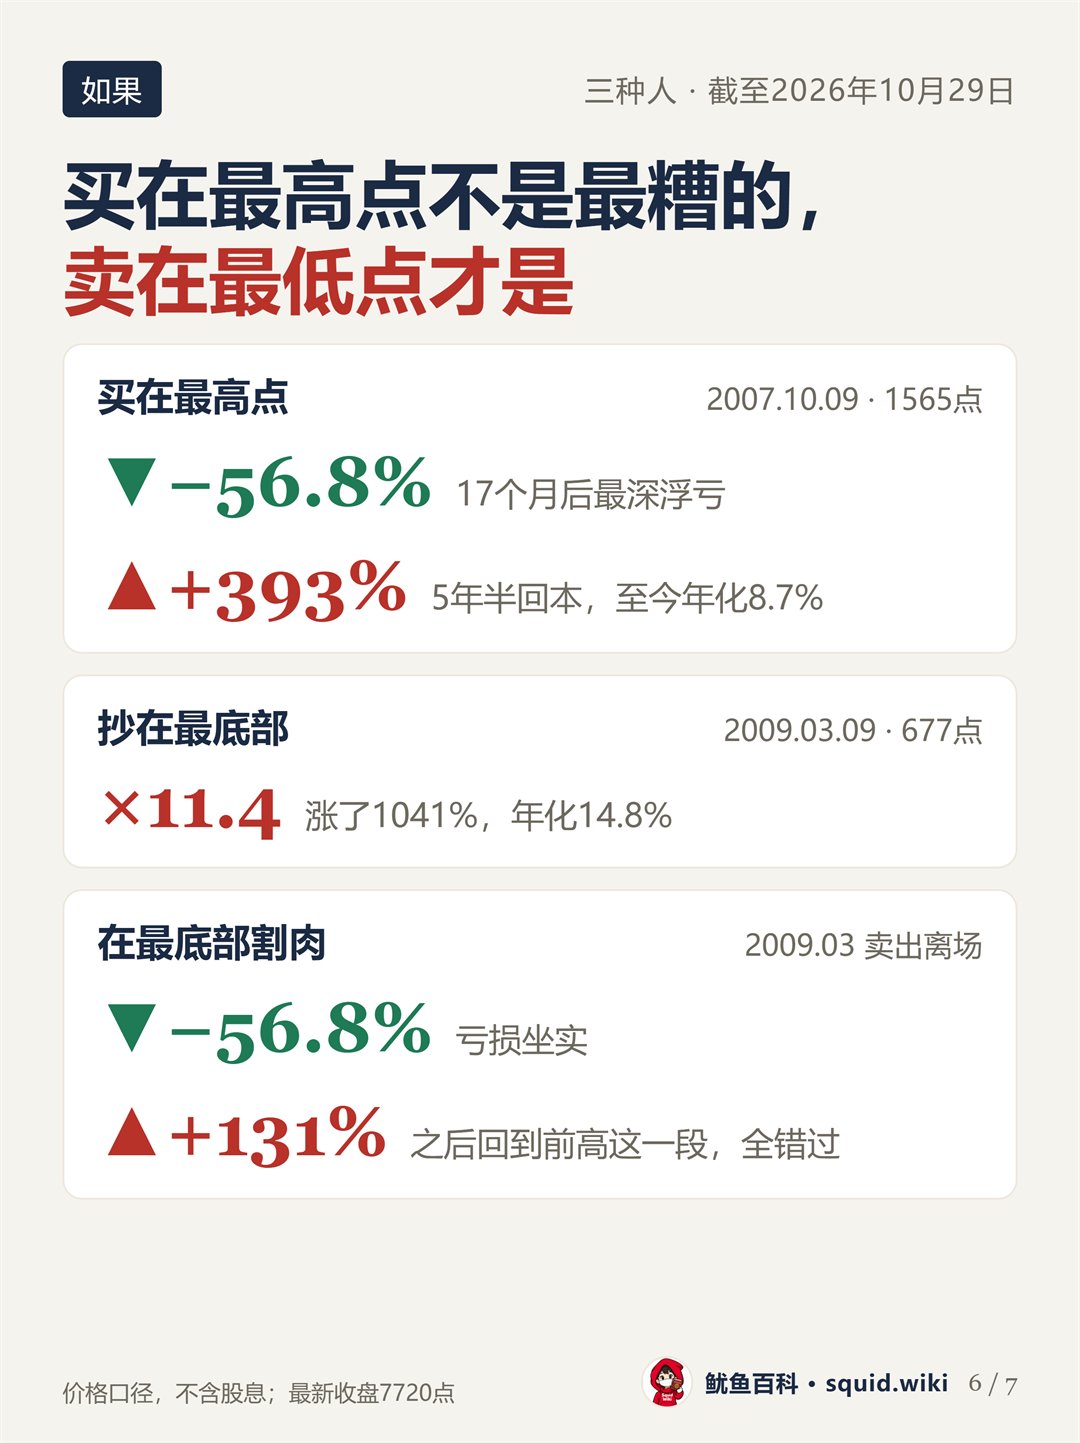 如果
三种人 · 截至2026年10月29日
买在最高点不是最糟的，
卖在最低点才是
买在最高点
2007.10.09 · 1565点
▼−56.8% 17个月后最深浮亏
▲+393% 5年半回本，至今年化8.7%
抄在最底部
2009.03.09 · 677点
×11.4 涨了1041%，年化14.8%
在最底部割肉
2009.03 卖出离场
▼−56.8% 亏损坐实
▲+131% 之后回到前高这一段，全错过
价格口径，不含股息；最新收盘7720点
鱿鱼百科 • squid.wiki
6 / 7